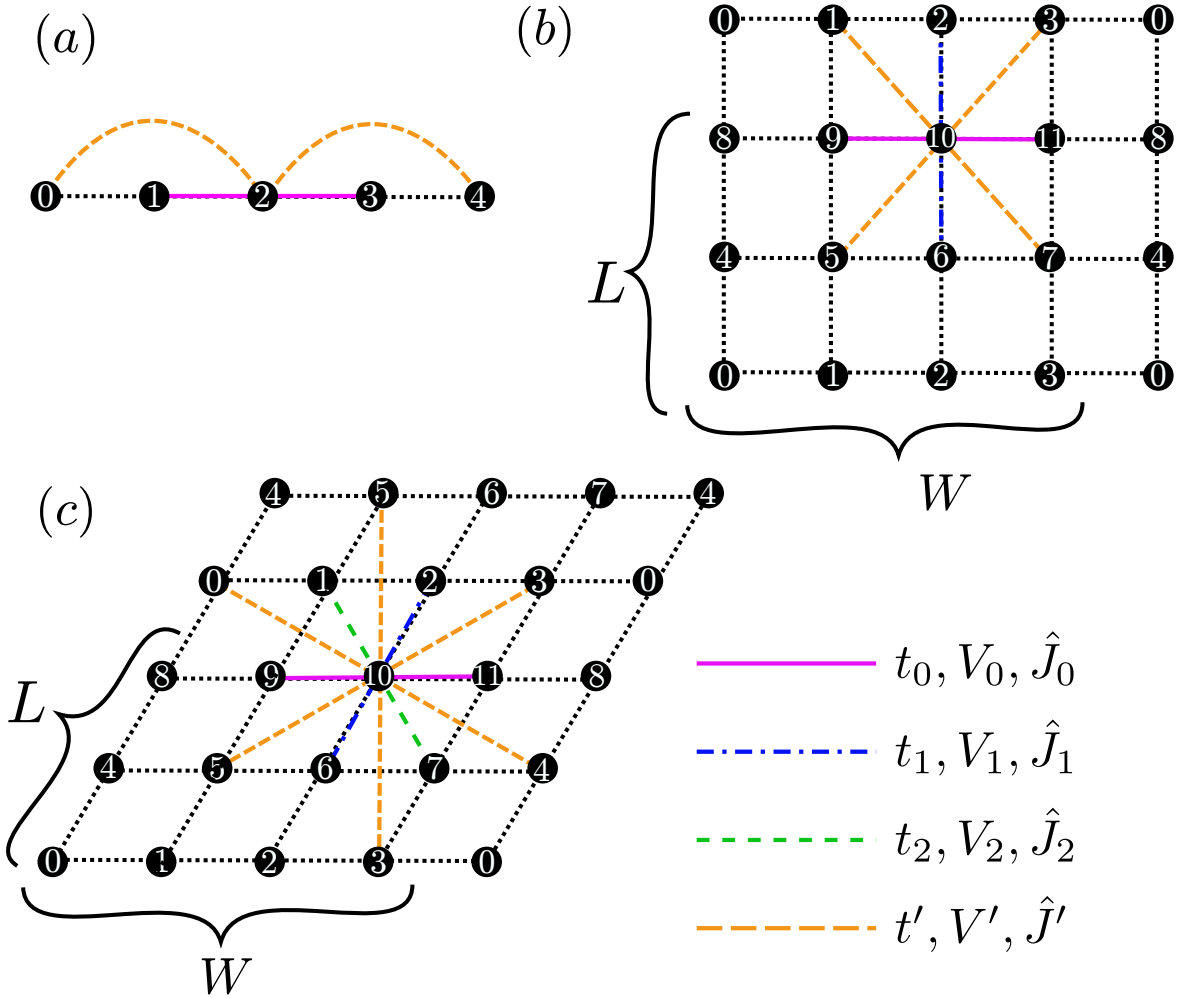 (a)
0 1 2 3 4
(b)
0 1 2 3 0
8 9 10 11 8
4 5 6 7 4
0 1 2 3 0
L
W
(c)
4 5 6 7 4
0 1 2 3 0
8 9 10 11 8
4 5 6 7 4
0 1 2 3 0
L
W
t₀, V₀, Ĵ₀
t₁, V₁, Ĵ₁
t₂, V₂, Ĵ₂
t′, V′, Ĵ′